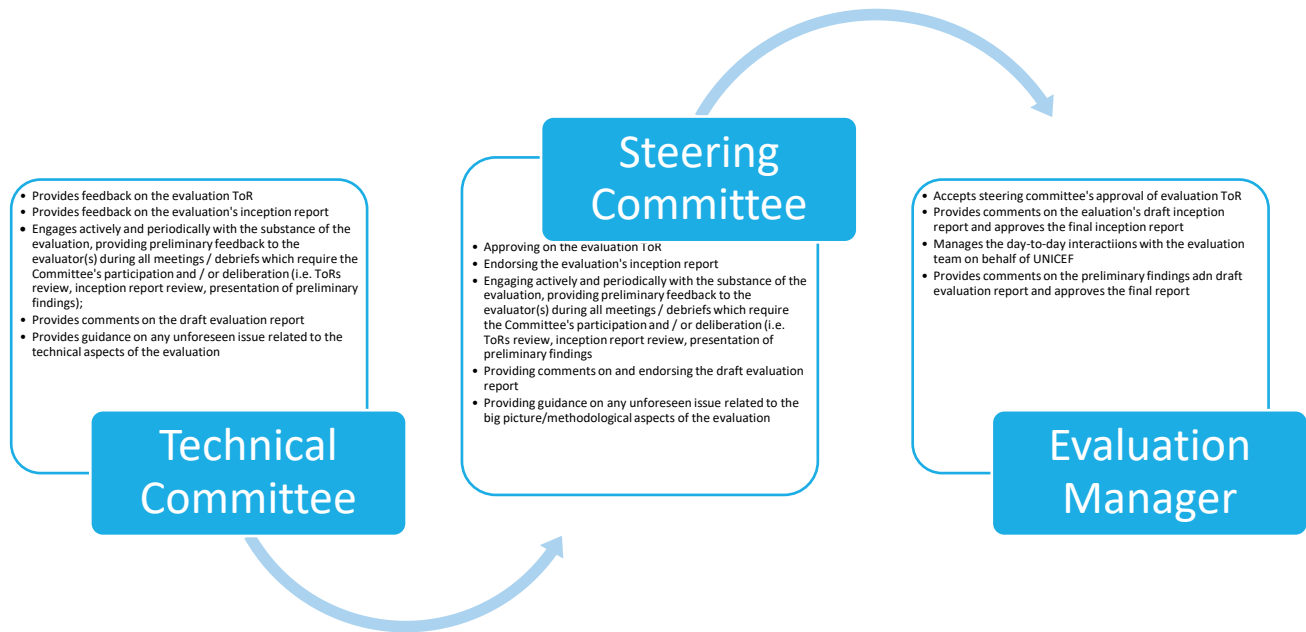 • Provides feedback on the evaluation ToR
• Provides feedback on the evaluation's inception report
• Engages actively and periodically with the substance of the
evaluation, providing preliminary feedback to the
evaluator(s) during all meetings / debriefs which require
the Committee's participation and / or deliberation (i.e. ToRs
review, inception report review, presentation of preliminary
findings);
• Provides comments on the draft evaluation report
• Provides guidance on any unforeseen issue related to the
technical aspects of the evaluation
Technical
Committee
Steering
Committee
• Approving on the evaluation ToR
• Endorsing the evaluation's inception report
• Engaging actively and periodically with the substance of the
evaluation, providing preliminary feedback to the
evaluator(s) during all meetings / debriefs which require
the Committee's participation and / or deliberation (i.e.
ToRs review, inception report review, presentation of
preliminary findings
• Providing comments on and endorsing the draft evaluation
report
• Providing guidance on any unforeseen issue related to the
big picture/methodological aspects of the evaluation
• Accepts steering committee's approval of evaluation ToR
• Provides comments on the ealuation's draft inception
report and approves the final inception report
• Manages the day-to-day interactiions with the evaluation
team on behalf of UNICEF
• Provides comments on the preliminary findings adn draft
evaluation report and approves the final report
Evaluation
Manager